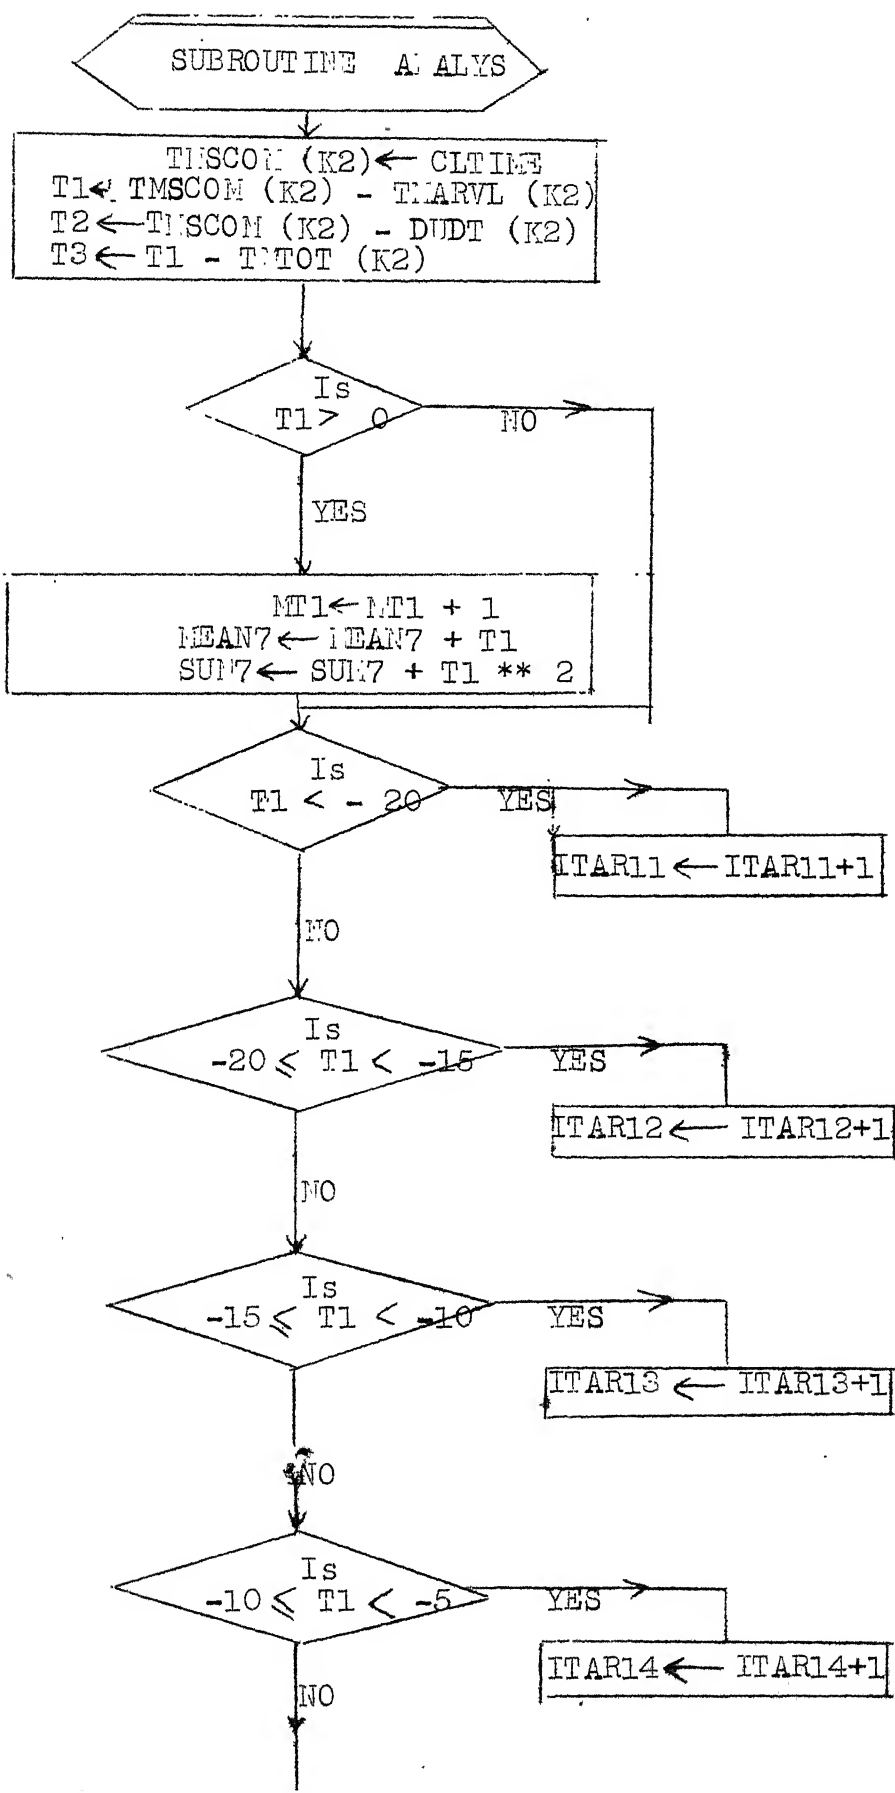 SUBROUTINE ANALYS
TMSCOM (K2) ← CLTIME
T1 ← TMSCOM (K2) - TMARVL (K2)
T2 ← TMSCOM (K2) - DUDT (K2)
T3 ← T1 - TMTOT (K2)
Is
T1 > 0
NO
YES
MT1 ← MT1 + 1
MEAN7 ← MEAN7 + T1
SUM7 ← SUM7 + T1 ** 2
Is
T1 < - 20
YES
ITAR11 ← ITAR11+1
NO
Is
-20 ⩽ T1 < -15
YES
ITAR12 ← ITAR12+1
NO
Is
-15 ⩽ T1 < -10
YES
ITAR13 ← ITAR13+1
NO
Is
-10 ⩽ T1 < -5
YES
ITAR14 ← ITAR14+1
NO